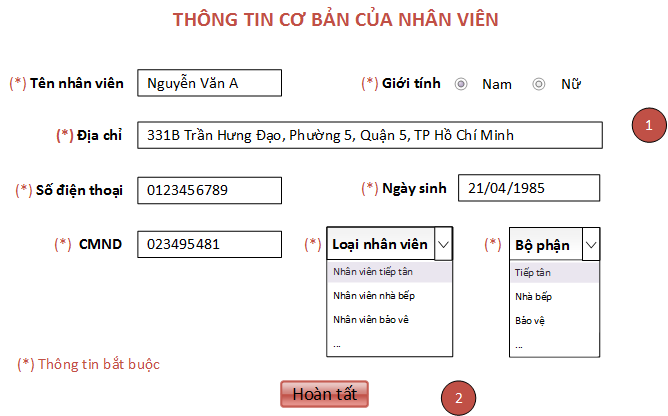 THÔNG TIN CƠ BẢN CỦA NHÂN VIÊN
(*) Tên nhân viên Nguyễn Văn A (*) Giới tính Nam Nữ
(*) Địa chỉ 331B Trần Hưng Đạo, Phường 5, Quận 5, TP Hồ Chí Minh 1
(*) Số điện thoại 0123456789 (*) Ngày sinh 21/04/1985
(*) CMND 023495481 (*) Loại nhân viên (*) Bộ phận
Nhân viên tiếp tân Tiếp tân
Nhân viên nhà bếp Nhà bếp
Nhân viên bảo vê Bảo vệ
... ...
(*) Thông tin bắt buộc
Hoàn tất 2